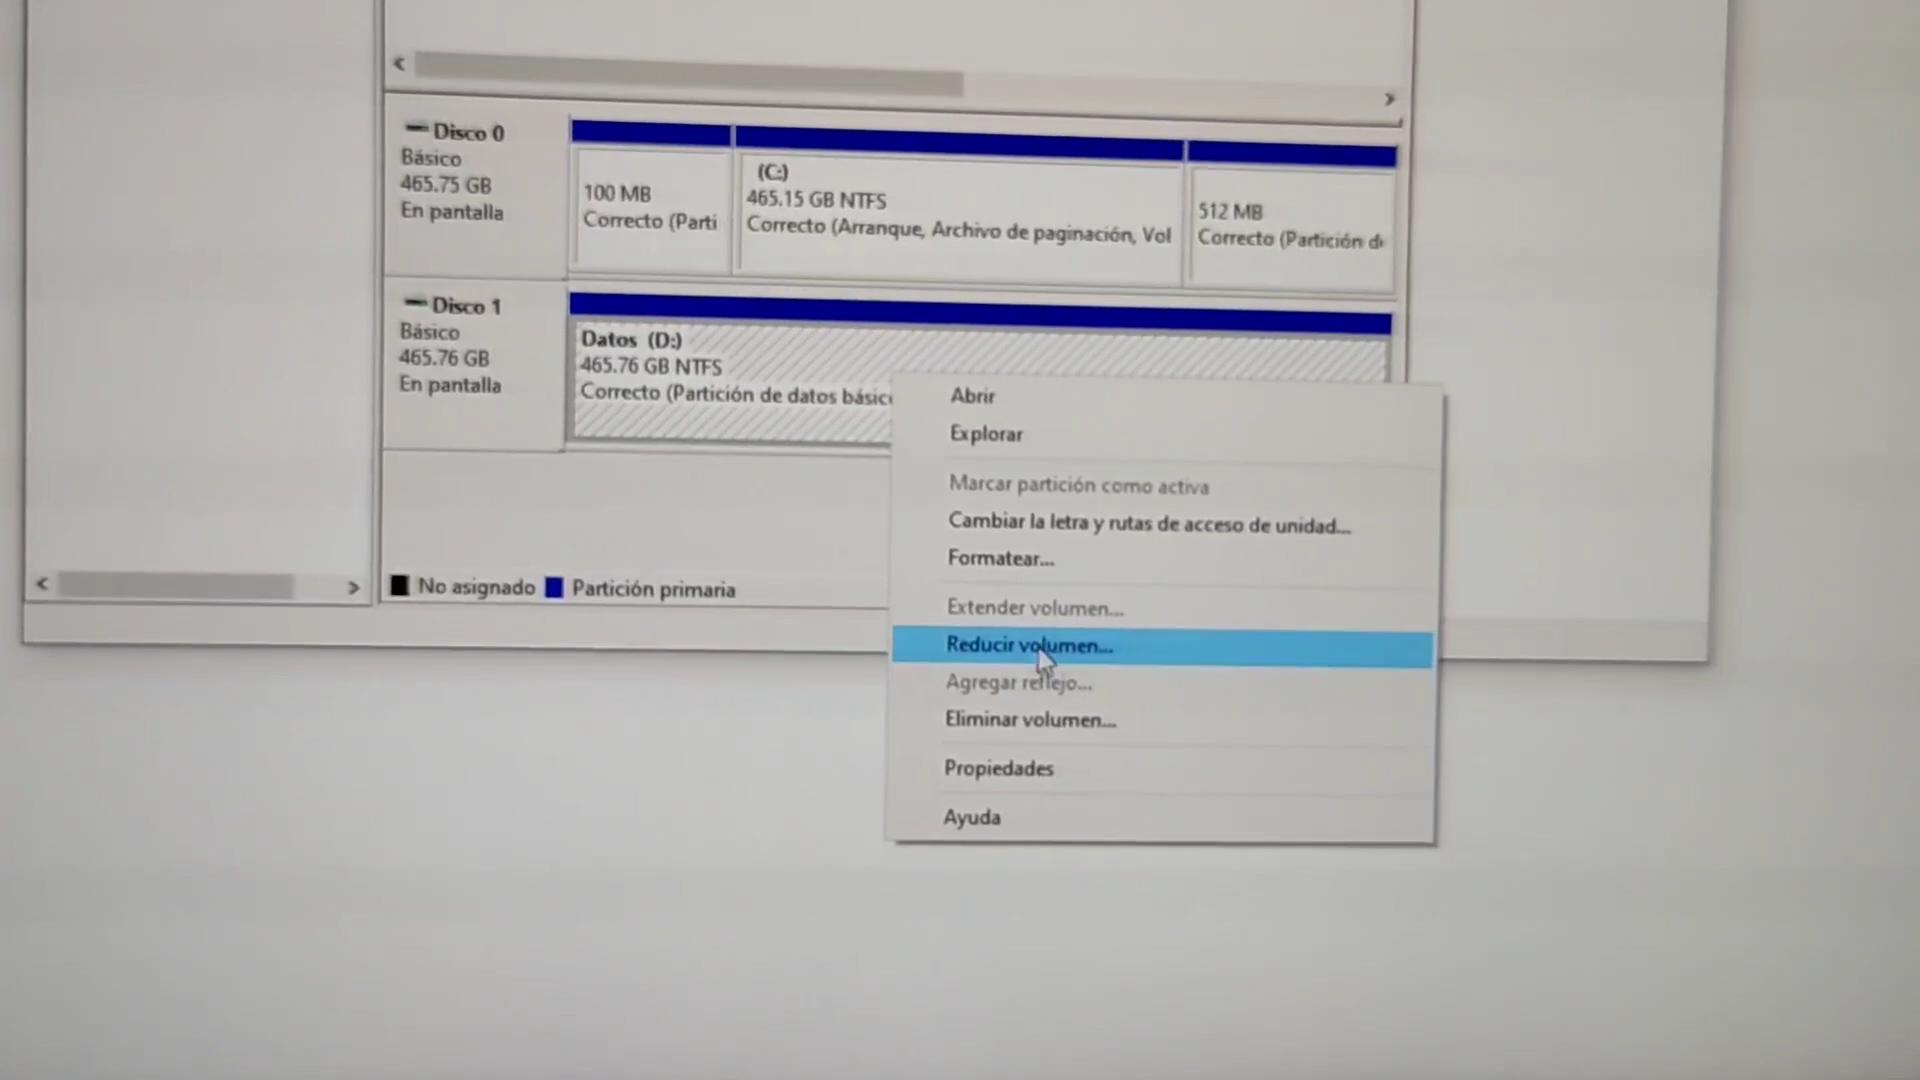 Disco 0
Básico
465.75 GB
En pantalla
100 MB
Correcto (Parti
(C:)
465.15 GB NTFS
Correcto (Arranque, Archivo de paginación, Vol
512 MB
Correcto (Partición de
Disco 1
Básico
465.76 GB
En pantalla
Datos (D:)
465.76 GB NTFS
Correcto (Partición de datos básic
Abrir
Explorar
Marcar partición como activa
Cambiar la letra y rutas de acceso de unidad...
Formatear...
Extender volumen...
Reducir volumen...
Agregar reflejo...
Eliminar volumen...
Propiedades
Ayuda
No asignado
Partición primaria